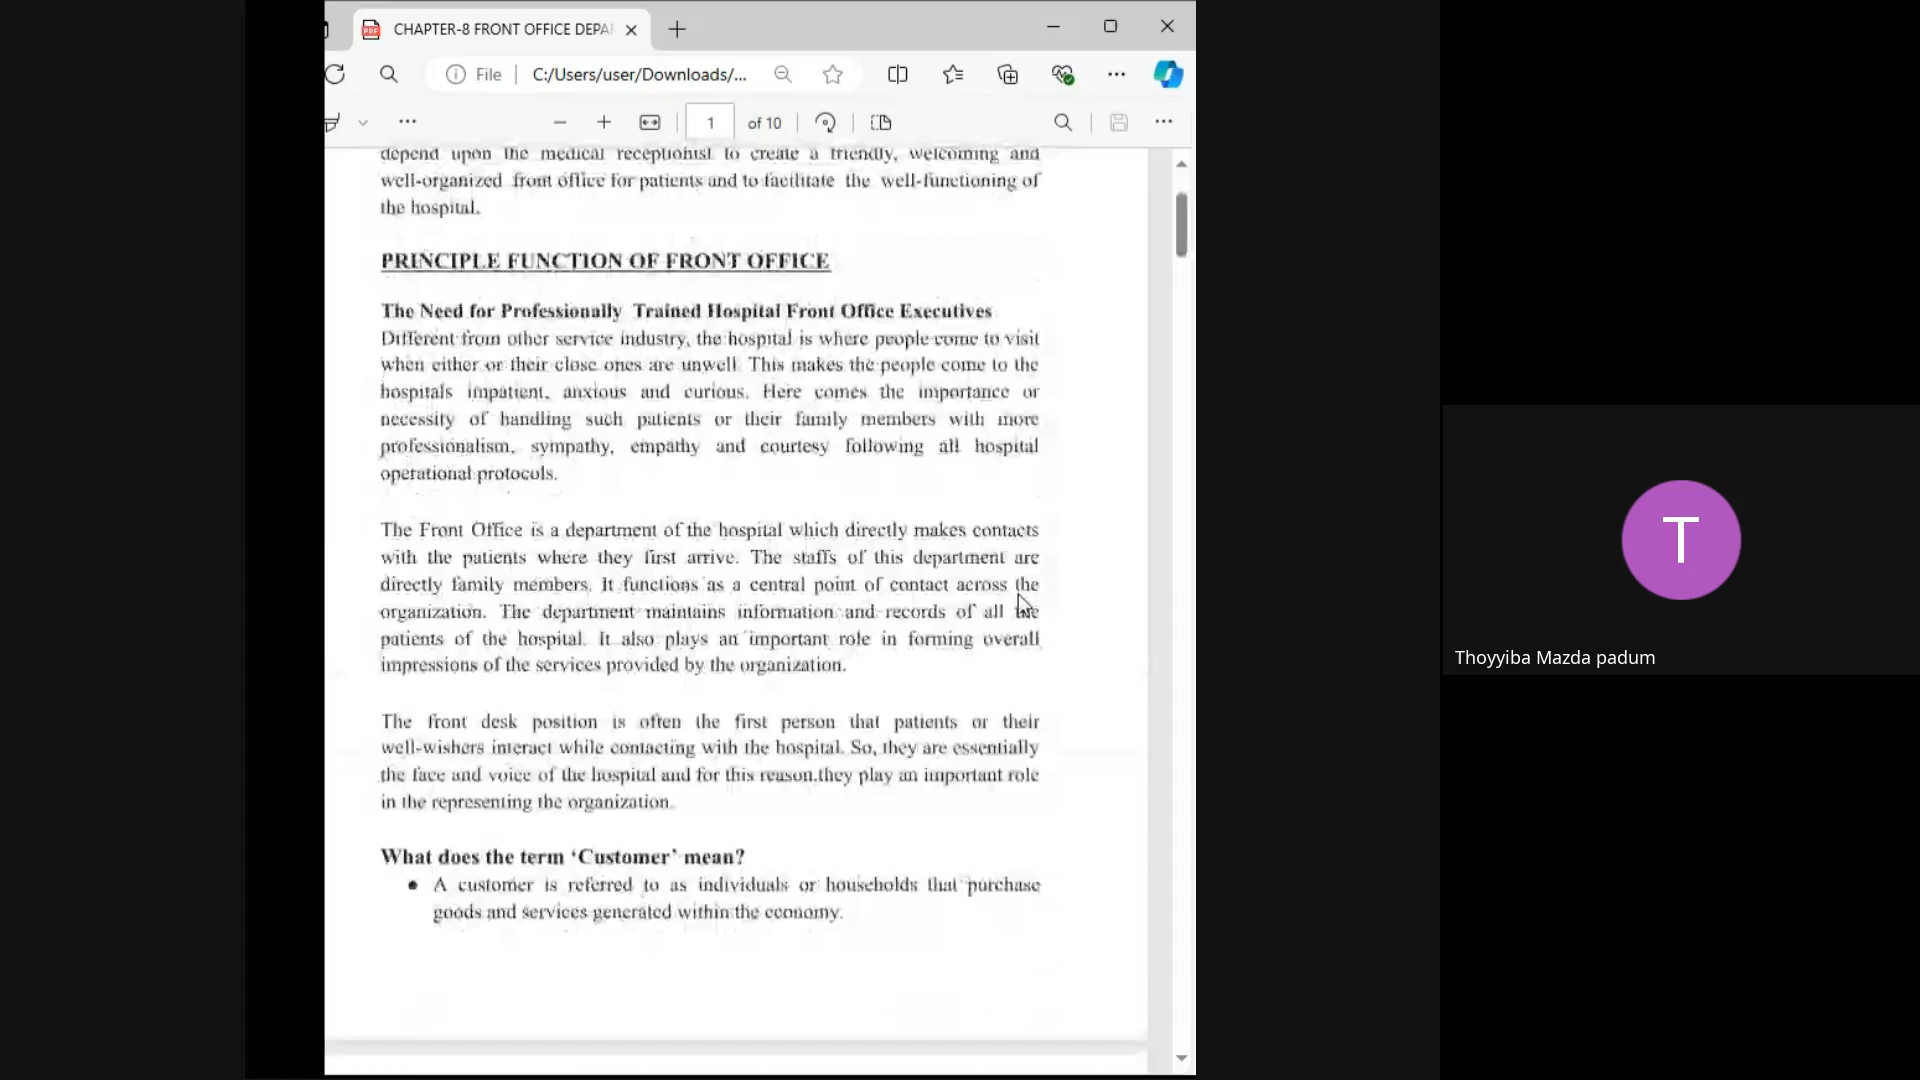 CHAPTER-8 FRONT OFFICE DEPA
File
C:/Users/user/Downloads/...
1
of 10
depend upon the medical receptionist to create a friendly, welcoming and
well-organized front office for patients and to facilitate the well-functioning of
the hospital.
PRINCIPLE FUNCTION OF FRONT OFFICE
The Need for Professionally Trained Hospital Front Office Executives
Different from other service industry, the hospital is where people come to visit
when either or their close ones are unwell. This makes the people come to the
hospitals impatient, anxious and curious. Here comes the importance or
necessity of handling such patients or their family members with more
professionalism, sympathy, empathy and courtesy following all hospital
operational protocols.
The Front Office is a department of the hospital which directly makes contacts
with the patients where they first arrive. The staffs of this department are
directly family members. It functions as a central point of contact across the
organization. The department maintains information and records of all the
patients of the hospital. It also plays an important role in forming overall
impressions of the services provided by the organization.
The front desk position is often the first person that patients or their
well-wishers interact while contacting with the hospital. So, they are essentially
the face and voice of the hospital and for this reason,they play an important role
in the representing the organization.
What does the term ‘Customer’ mean?
● A customer is referred to as individuals or households that purchase
goods and services generated within the economy.
T
Thoyyiba Mazda padum